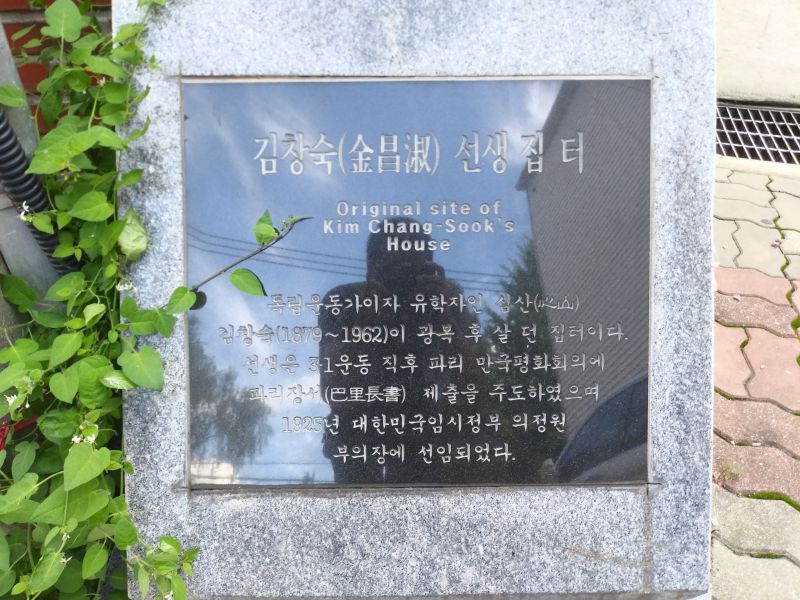 김창숙(金昌淑) 선생 집 터
Original site of
Kim Chang-Sook's
House
독립운동가이자 유학자인 심산(心山)
김창숙(1879~1962)이 광복 후 살 던 집터이다.
선생은 3·1운동 직후 파리 만국평화회의에
파리장서(巴里長書) 제출을 주도하였으며
1925년 대한민국임시정부 의정원
부의장에 선임되었다.